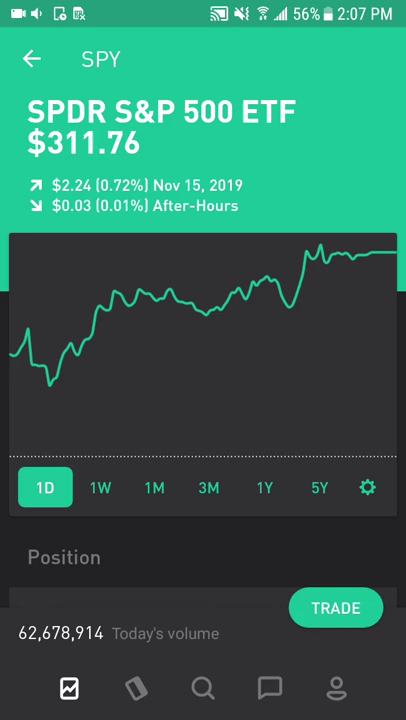 56% 2:07 PM
SPY
SPDR S&P 500 ETF
$311.76
$2.24 (0.72%) Nov 15, 2019
$0.03 (0.01%) After-Hours
1D 1W 1M 3M 1Y 5Y
Position
TRADE
62,678,914 Today's volume